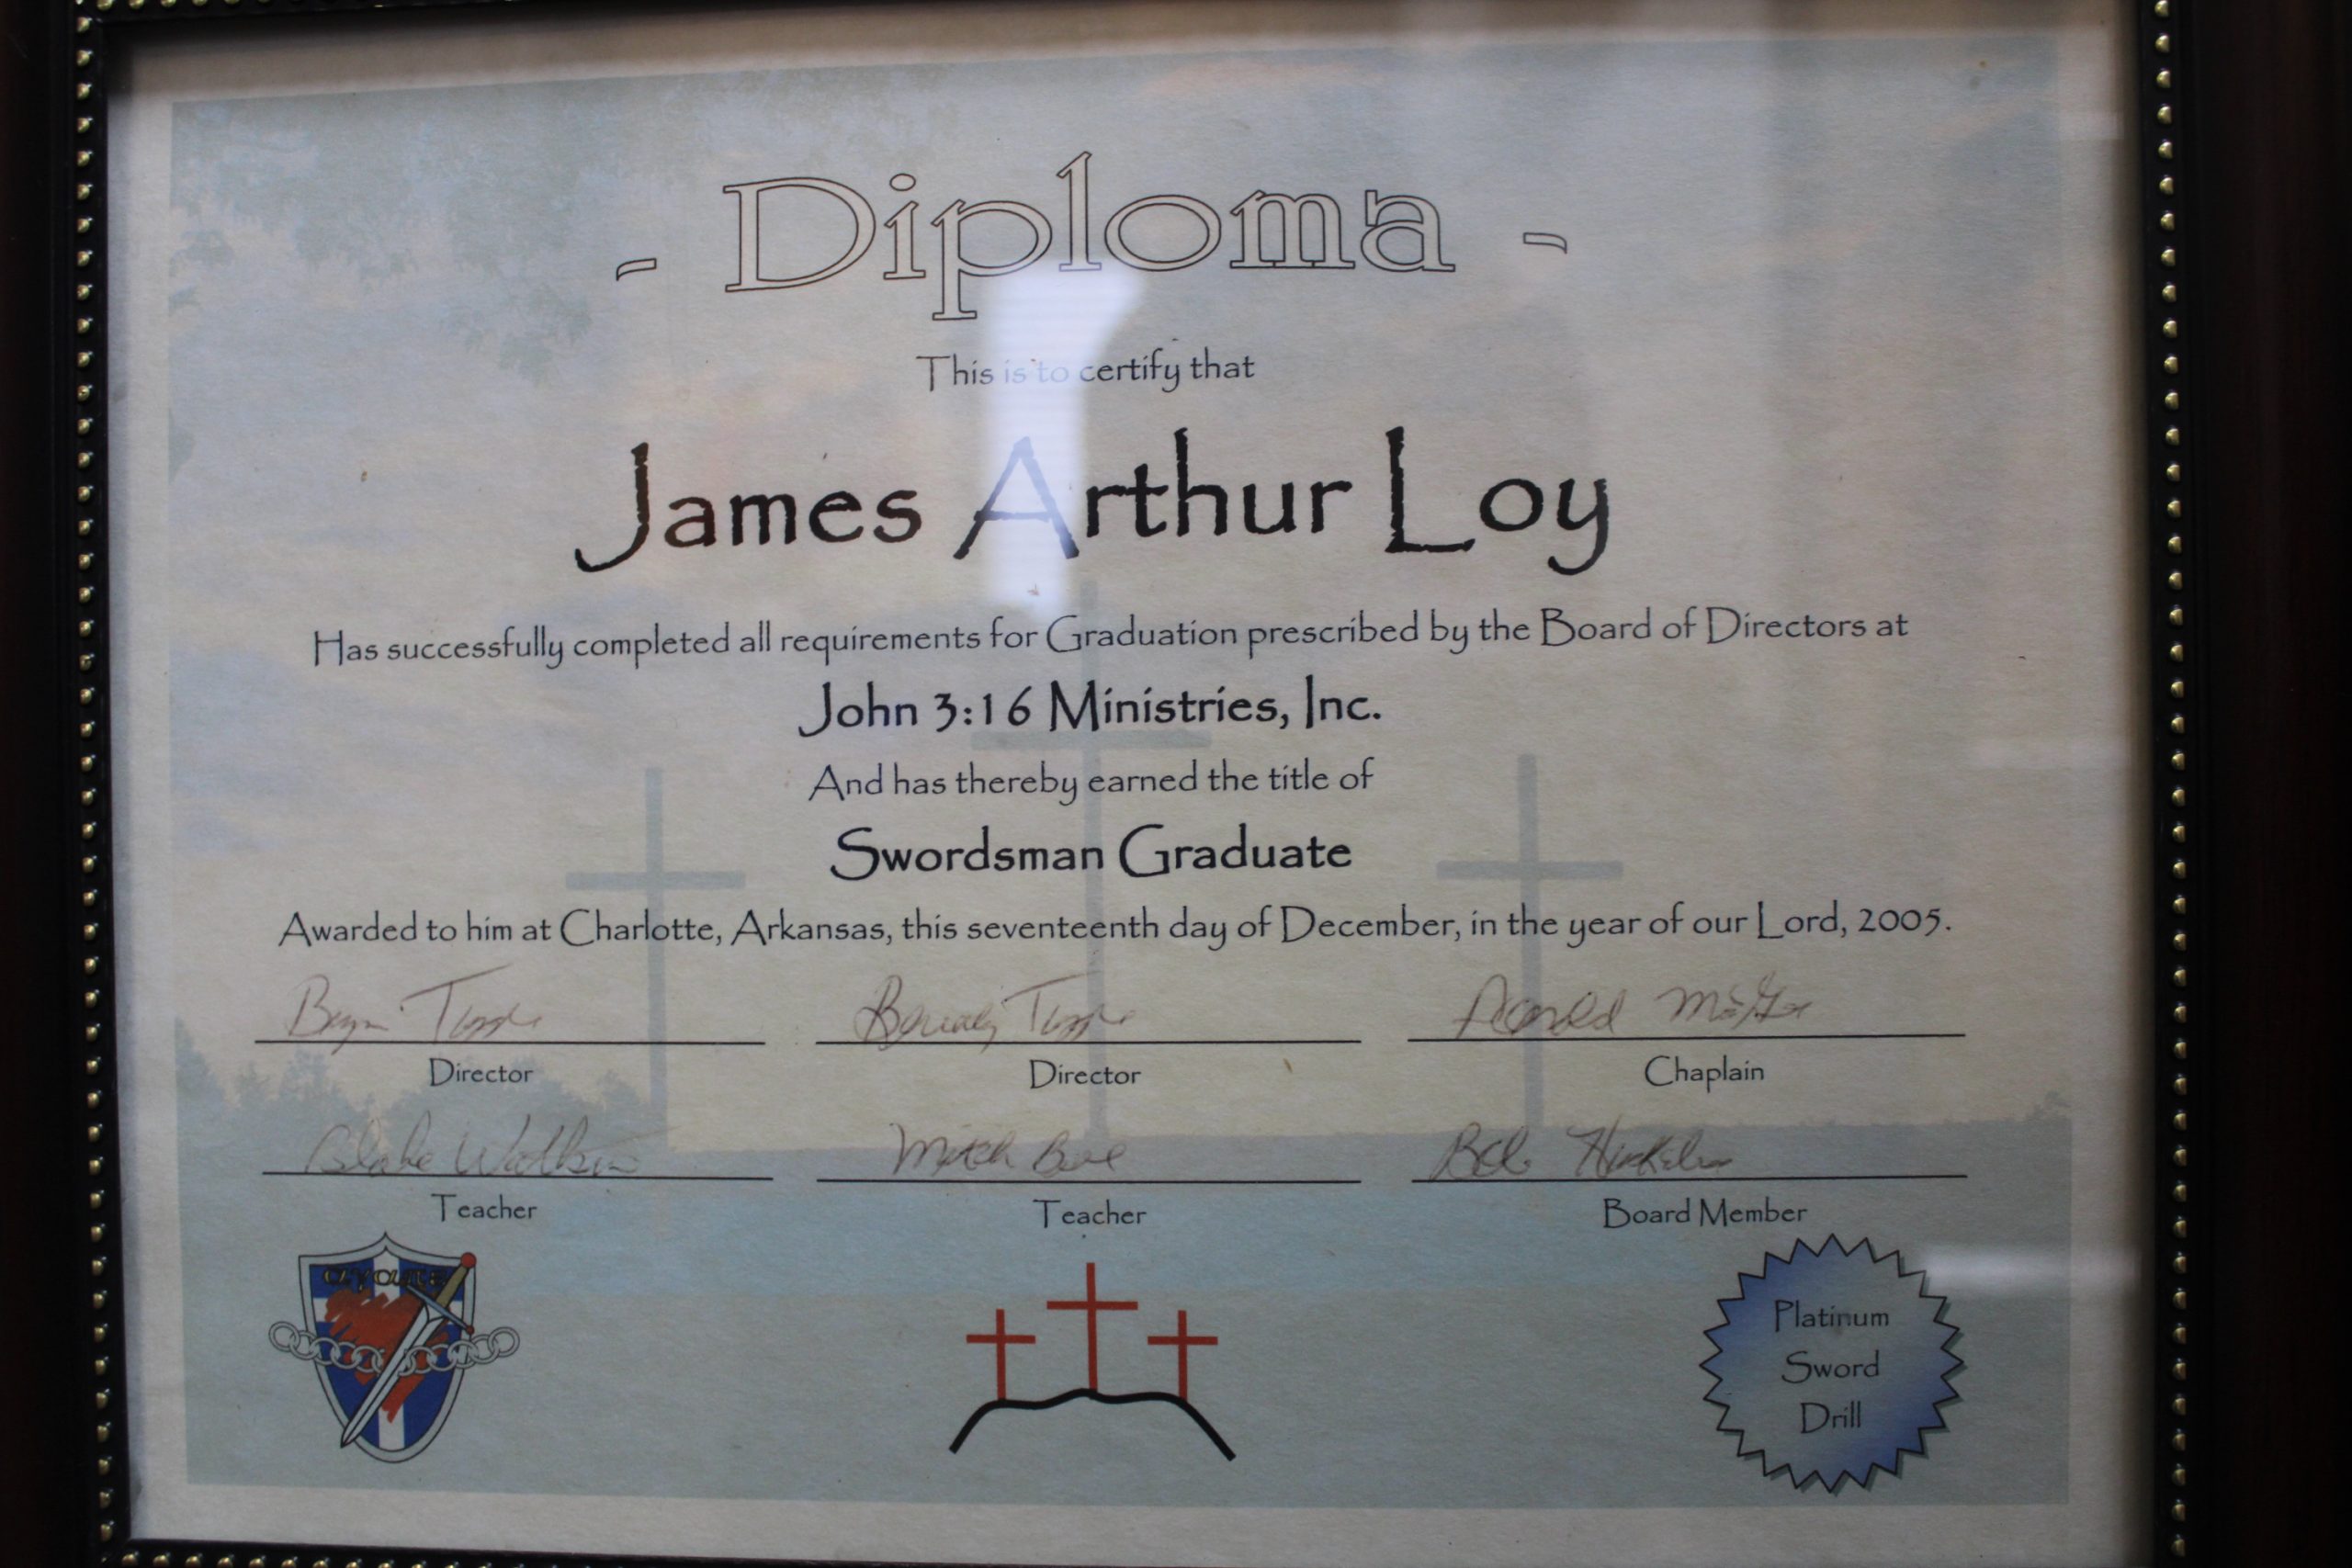 - Diploma -
This is to certify that
James Arthur Loy
Has successfully completed all requirements for Graduation prescribed by the Board of Directors at
John 3:16 Ministries, Inc.
And has thereby earned the title of
Swordsman Graduate
Awarded to him at Charlotte, Arkansas, this seventeenth day of December, in the year of our Lord, 2005.
Director Director Chaplain
Blake Mitch Bob
Teacher Teacher Board Member
Platinum
Sword
Drill